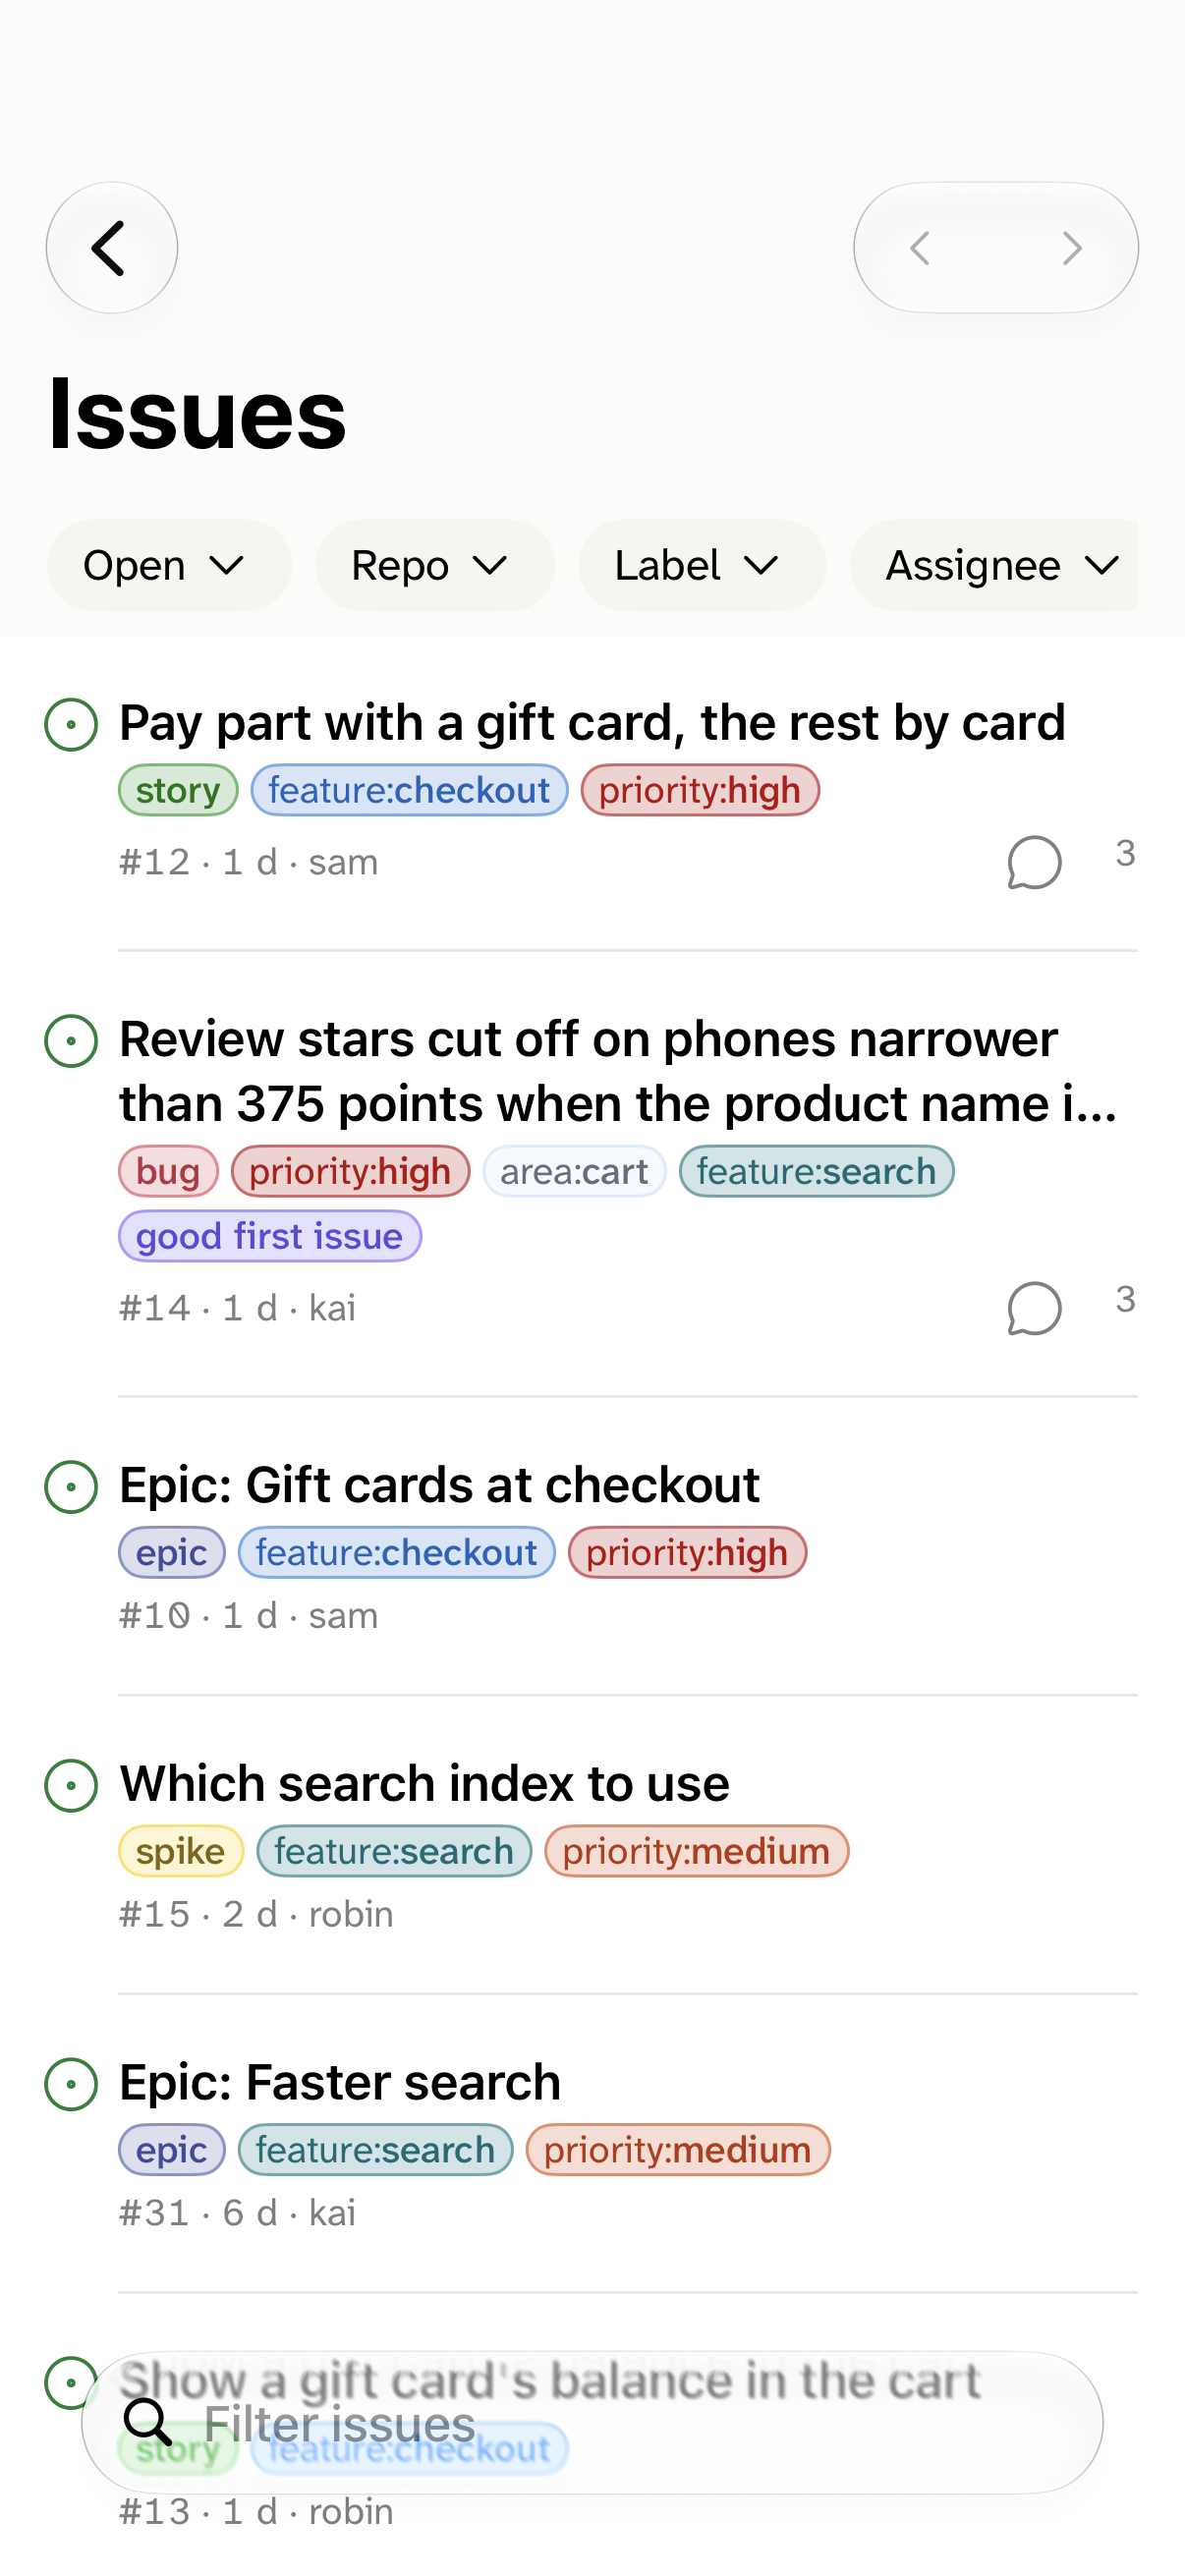 Issues
Open Repo Label Assignee
Pay part with a gift card, the rest by card
story feature:checkout priority:high
#12 · 1 d · sam 3
Review stars cut off on phones narrower
than 375 points when the product name i...
bug priority:high area:cart feature:search
good first issue
#14 · 1 d · kai 3
Epic: Gift cards at checkout
epic feature:checkout priority:high
#10 · 1 d · sam
Which search index to use
spike feature:search priority:medium
#15 · 2 d · robin
Epic: Faster search
epic feature:search priority:medium
#31 · 6 d · kai
Show a gift card's balance in the cart
Filter issues
story feature:checkout
#13 · 1 d · robin